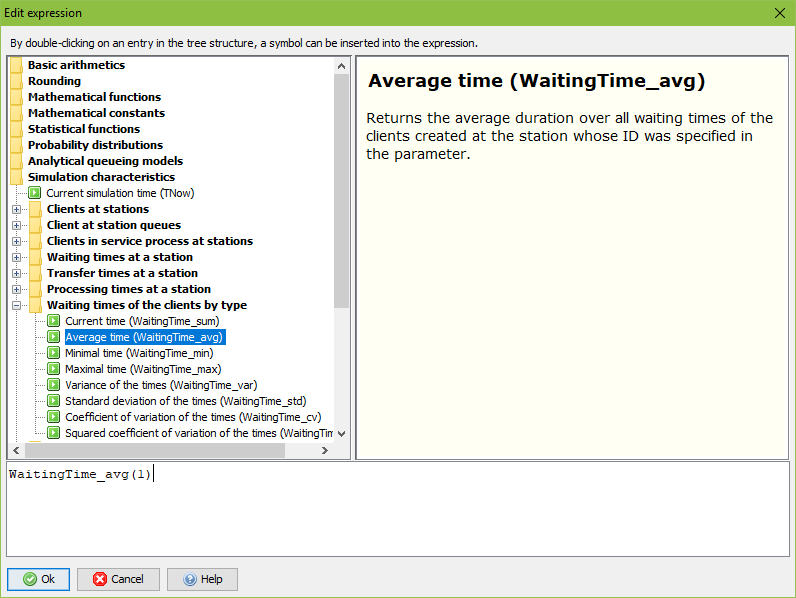 Edit expression
By double-clicking on an entry in the tree structure, a symbol can be inserted into the expression.
Basic arithmetics
Rounding
Mathematical functions
Mathematical constants
Statistical functions
Probability distributions
Analytical queueing models
Simulation characteristics
Current simulation time (TNow)
Clients at stations
Client at station queues
Clients in service process at stations
Waiting times at a station
Transfer times at a station
Processing times at a station
Waiting times of the clients by type
Current time (WaitingTime_sum)
Average time (WaitingTime_avg)
Minimal time (WaitingTime_min)
Maximal time (WaitingTime_max)
Variance of the times (WaitingTime_var)
Standard deviation of the times (WaitingTime_std)
Coefficient of variation of the times (WaitingTime_cv)
Squared coefficient of variation of the times (WaitingTim
Average time (WaitingTime_avg)
Returns the average duration over all waiting times of the
clients created at the station whose ID was specified in
the parameter.
WaitingTime_avg(1)
Ok
Cancel
Help